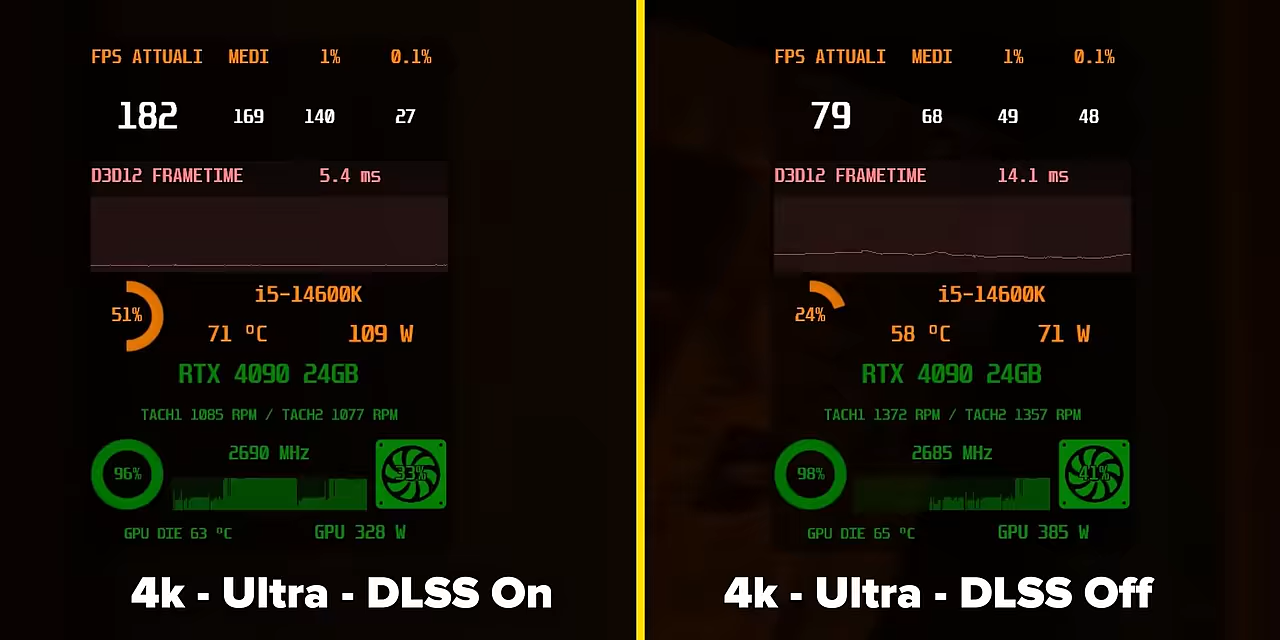 FPS ATTUALI MEDI 1% 0.1%
182 169 140 27
D3D12 FRAMETIME 5.4 ms
51% i5-14600K
71 ºC 109 W
RTX 4090 24GB
TACH1 1085 RPM / TACH2 1077 RPM
96% 2690 MHz 33%
GPU DIE 63 ºC GPU 328 W
4k - Ultra - DLSS On
FPS ATTUALI MEDI 1% 0.1%
79 68 49 48
D3D12 FRAMETIME 14.1 ms
24% i5-14600K
58 ºC 71 W
RTX 4090 24GB
TACH1 1372 RPM / TACH2 1357 RPM
98% 2685 MHz 41%
GPU DIE 65 ºC GPU 385 W
4k - Ultra - DLSS Off